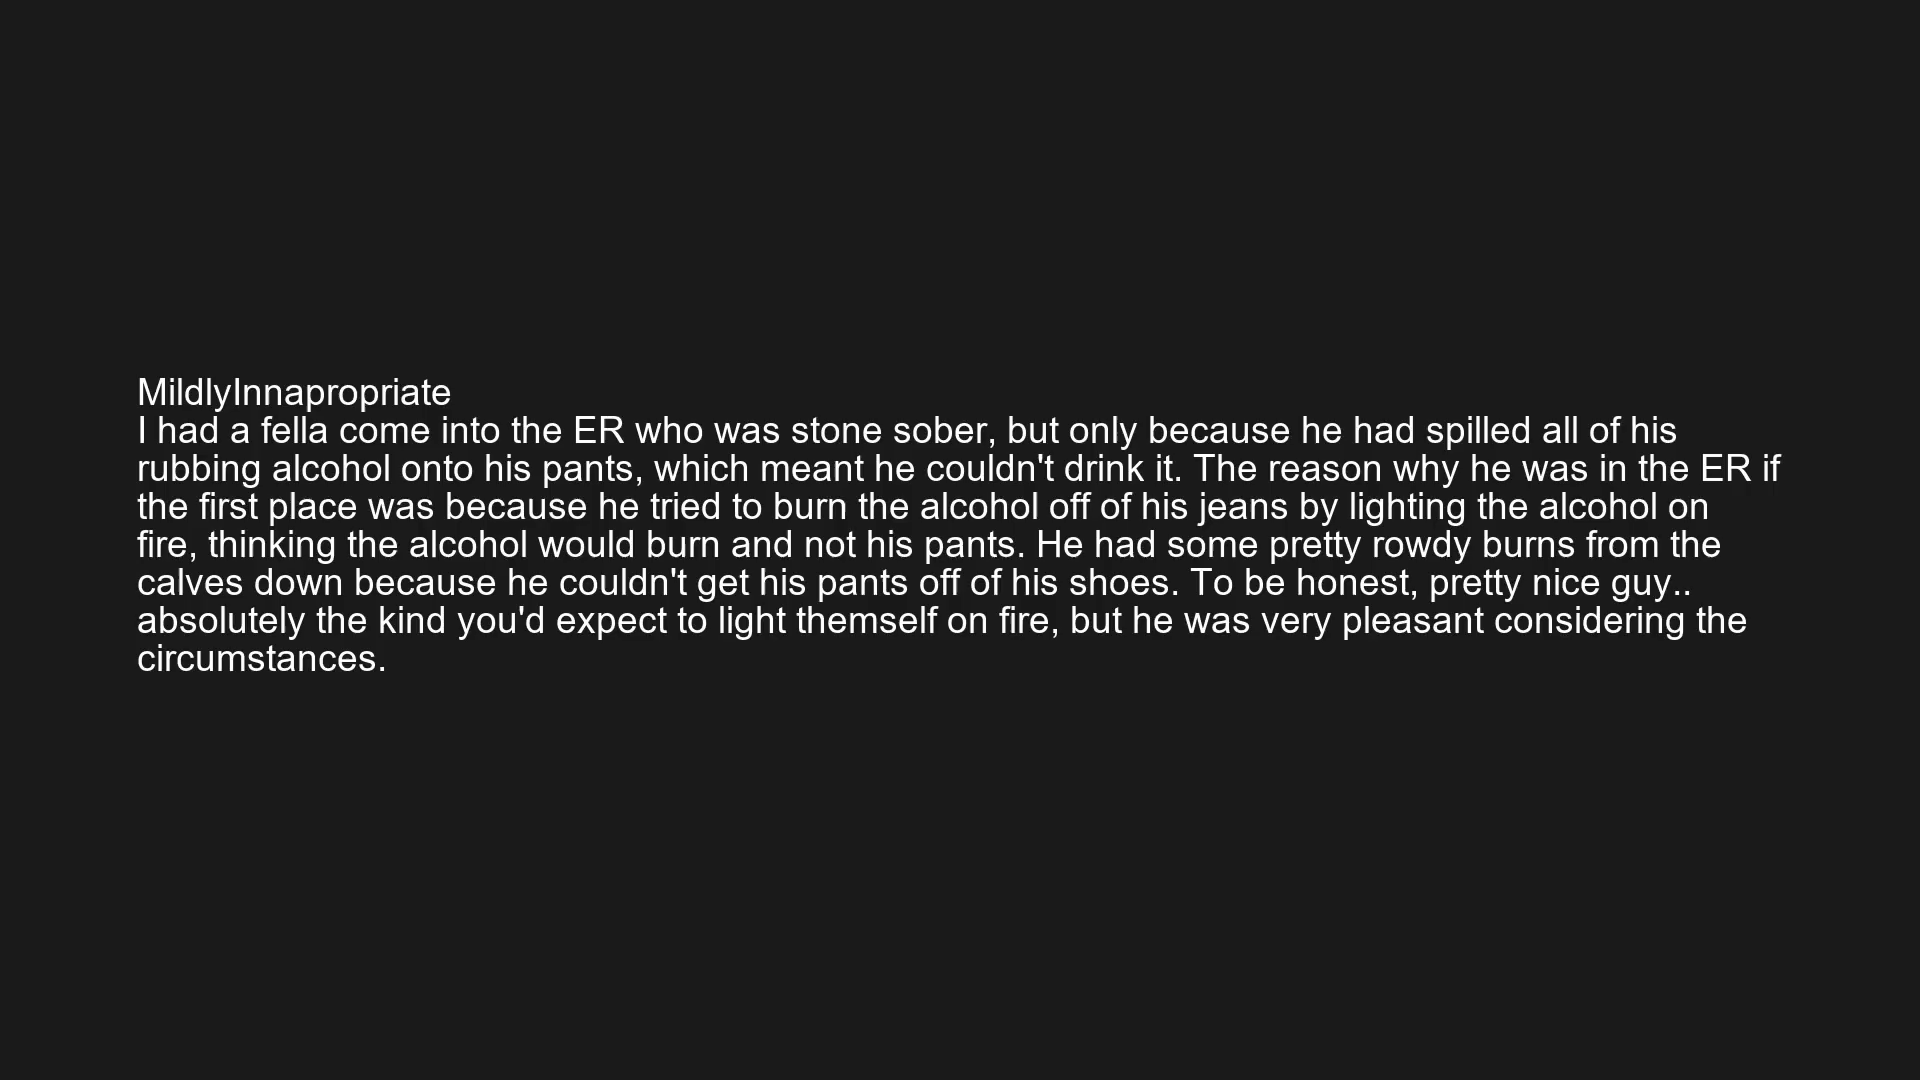 MildlyInnapropriate
I had a fella come into the ER who was stone sober, but only because he had spilled all of his
rubbing alcohol onto his pants, which meant he couldn't drink it. The reason why he was in the ER if
the first place was because he tried to burn the alcohol off of his jeans by lighting the alcohol on
fire, thinking the alcohol would burn and not his pants. He had some pretty rowdy burns from the
calves down because he couldn't get his pants off of his shoes. To be honest, pretty nice guy..
absolutely the kind you'd expect to light themself on fire, but he was very pleasant considering the
circumstances.